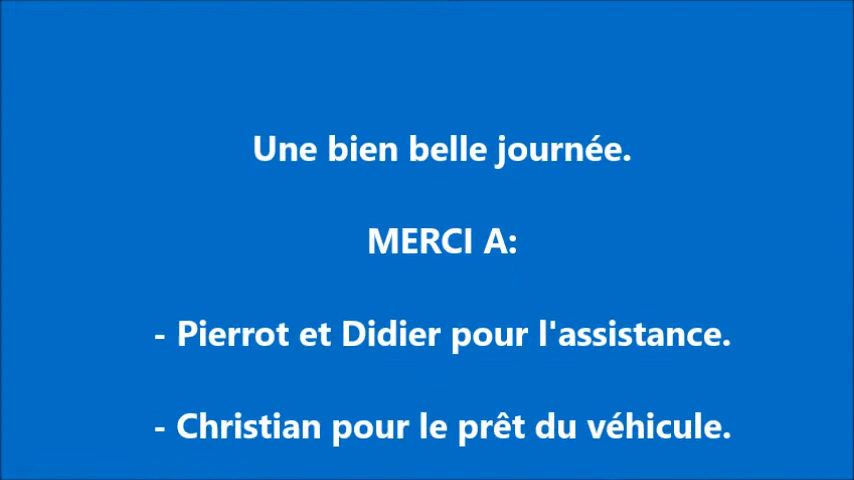 Une bien belle journée.
MERCI A:
- Pierrot et Didier pour l'assistance.
- Christian pour le prêt du véhicule.